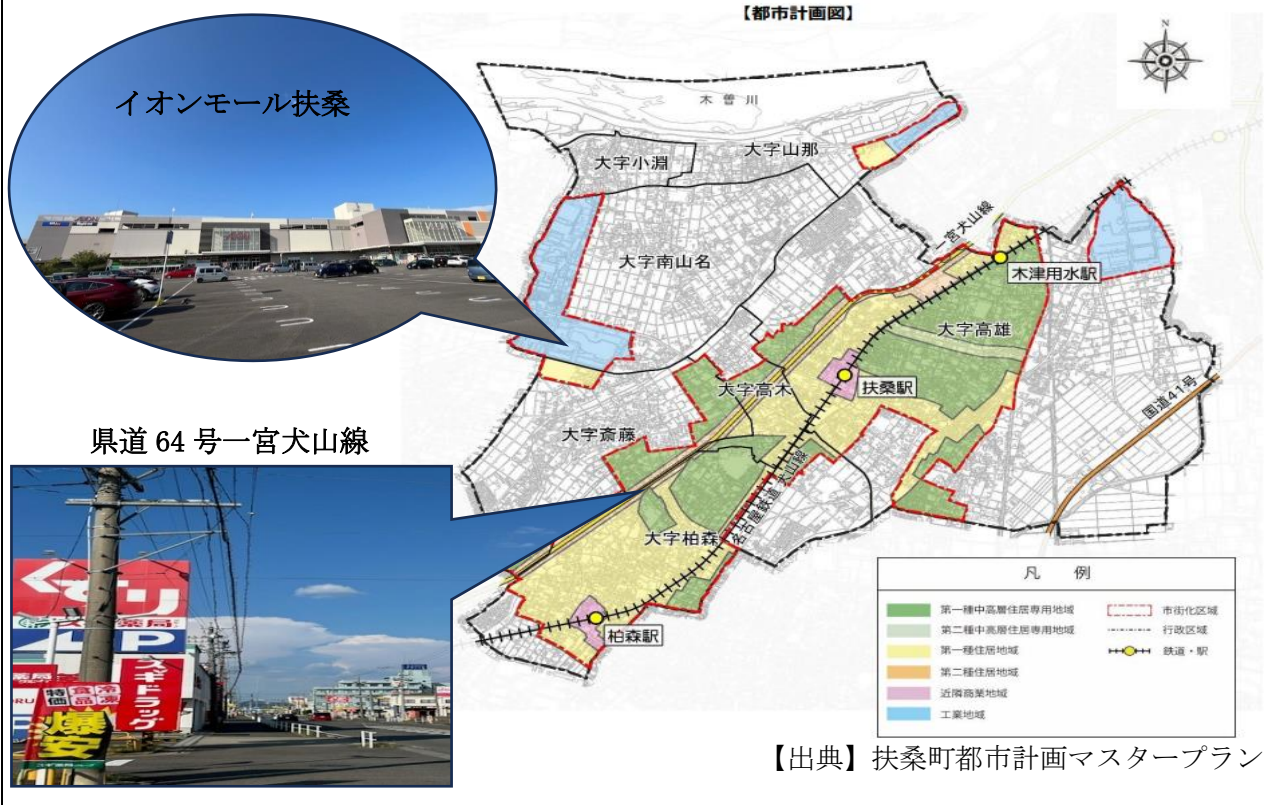 【都市計画図】
N
イオンモール扶桑
木曽川
大字小淵
大字山那
一宮犬山線
大字南山名
木津用水駅
大字高雄
扶桑駅
大字高木
国道41号
大字斎藤
名古屋鉄道 犬山線
大字柏森
柏森駅
県道 64 号一宮犬山線
くすり
スギドラッグ
特価
爆安
凡 例
第一種中高層住居専用地域
第二種中高層住居専用地域
第一種住居地域
第二種住居地域
近隣商業地域
工業地域
市街化区域
行政区域
鉄道・駅
【出典】扶桑町都市計画マスタープラン